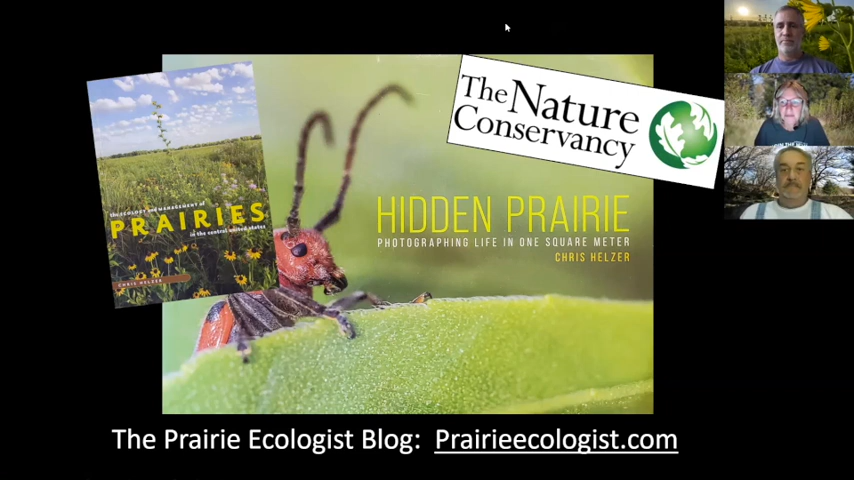 The Nature
Conservancy
the ECOLOGY and MANAGEMENT of
PRAIRIES
in the central united states
CHRIS HELZER
HIDDEN PRAIRIE
PHOTOGRAPHING LIFE IN ONE SQUARE METER
CHRIS HELZER
The Prairie Ecologist Blog: Prairieecologist.com